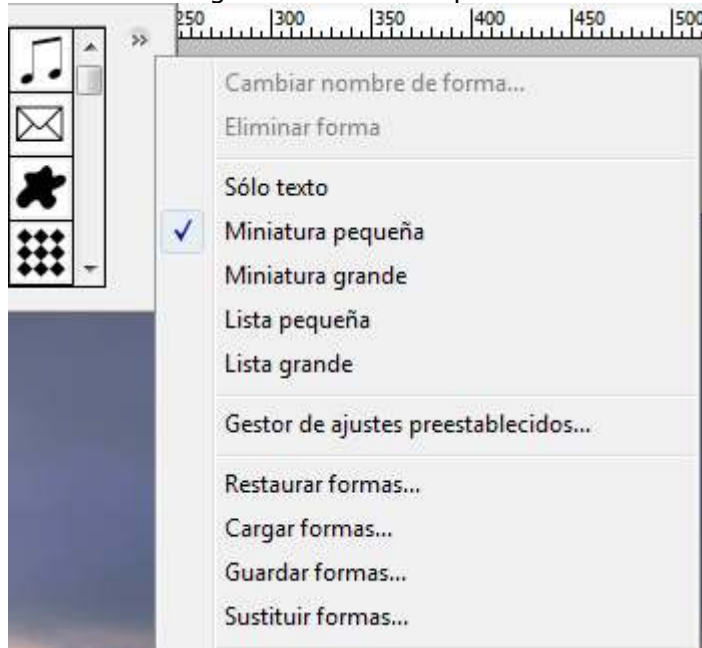 250 300 350 400 450 500
Cambiar nombre de forma...
Eliminar forma
Sólo texto
Miniatura pequeña
Miniatura grande
Lista pequeña
Lista grande
Gestor de ajustes preestablecidos...
Restaurar formas...
Cargar formas...
Guardar formas...
Sustituir formas...